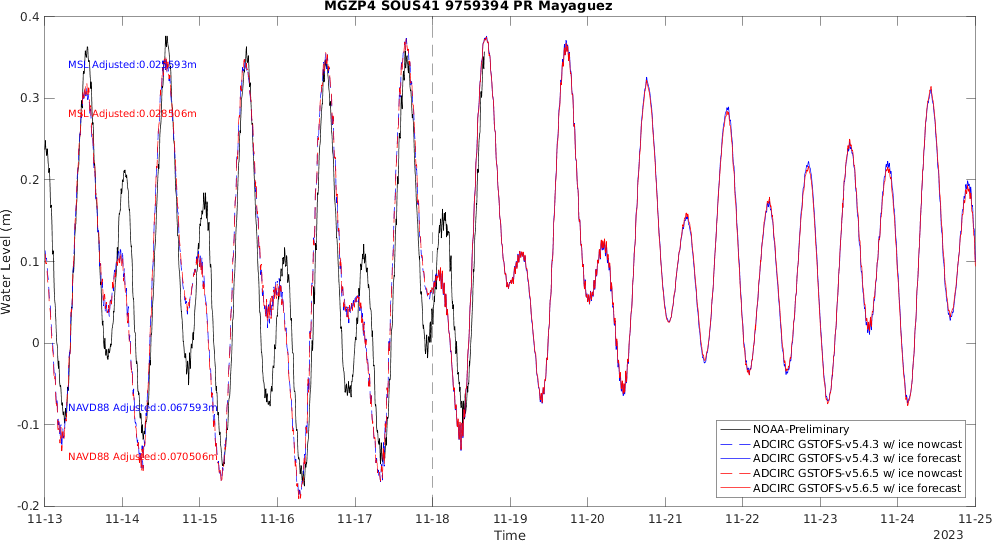 MGZP4 SOUS41 9759394 PR Mayaguez
0.4
0.3
0.2
0.1
0
-0.1
-0.2
Water Level (m)
MSL Adjusted:0.025593m
MSL Adjusted:0.028506m
NAVD88 Adjusted:0.067593m
NAVD88 Adjusted:0.070506m
NOAA-Preliminary
ADCIRC GSTOFS-v5.4.3 w/ ice nowcast
ADCIRC GSTOFS-v5.4.3 w/ ice forecast
ADCIRC GSTOFS-v5.6.5 w/ ice nowcast
ADCIRC GSTOFS-v5.6.5 w/ ice forecast
11-13 11-14 11-15 11-16 11-17 11-18 11-19 11-20 11-21 11-22 11-23 11-24 11-25
Time
2023